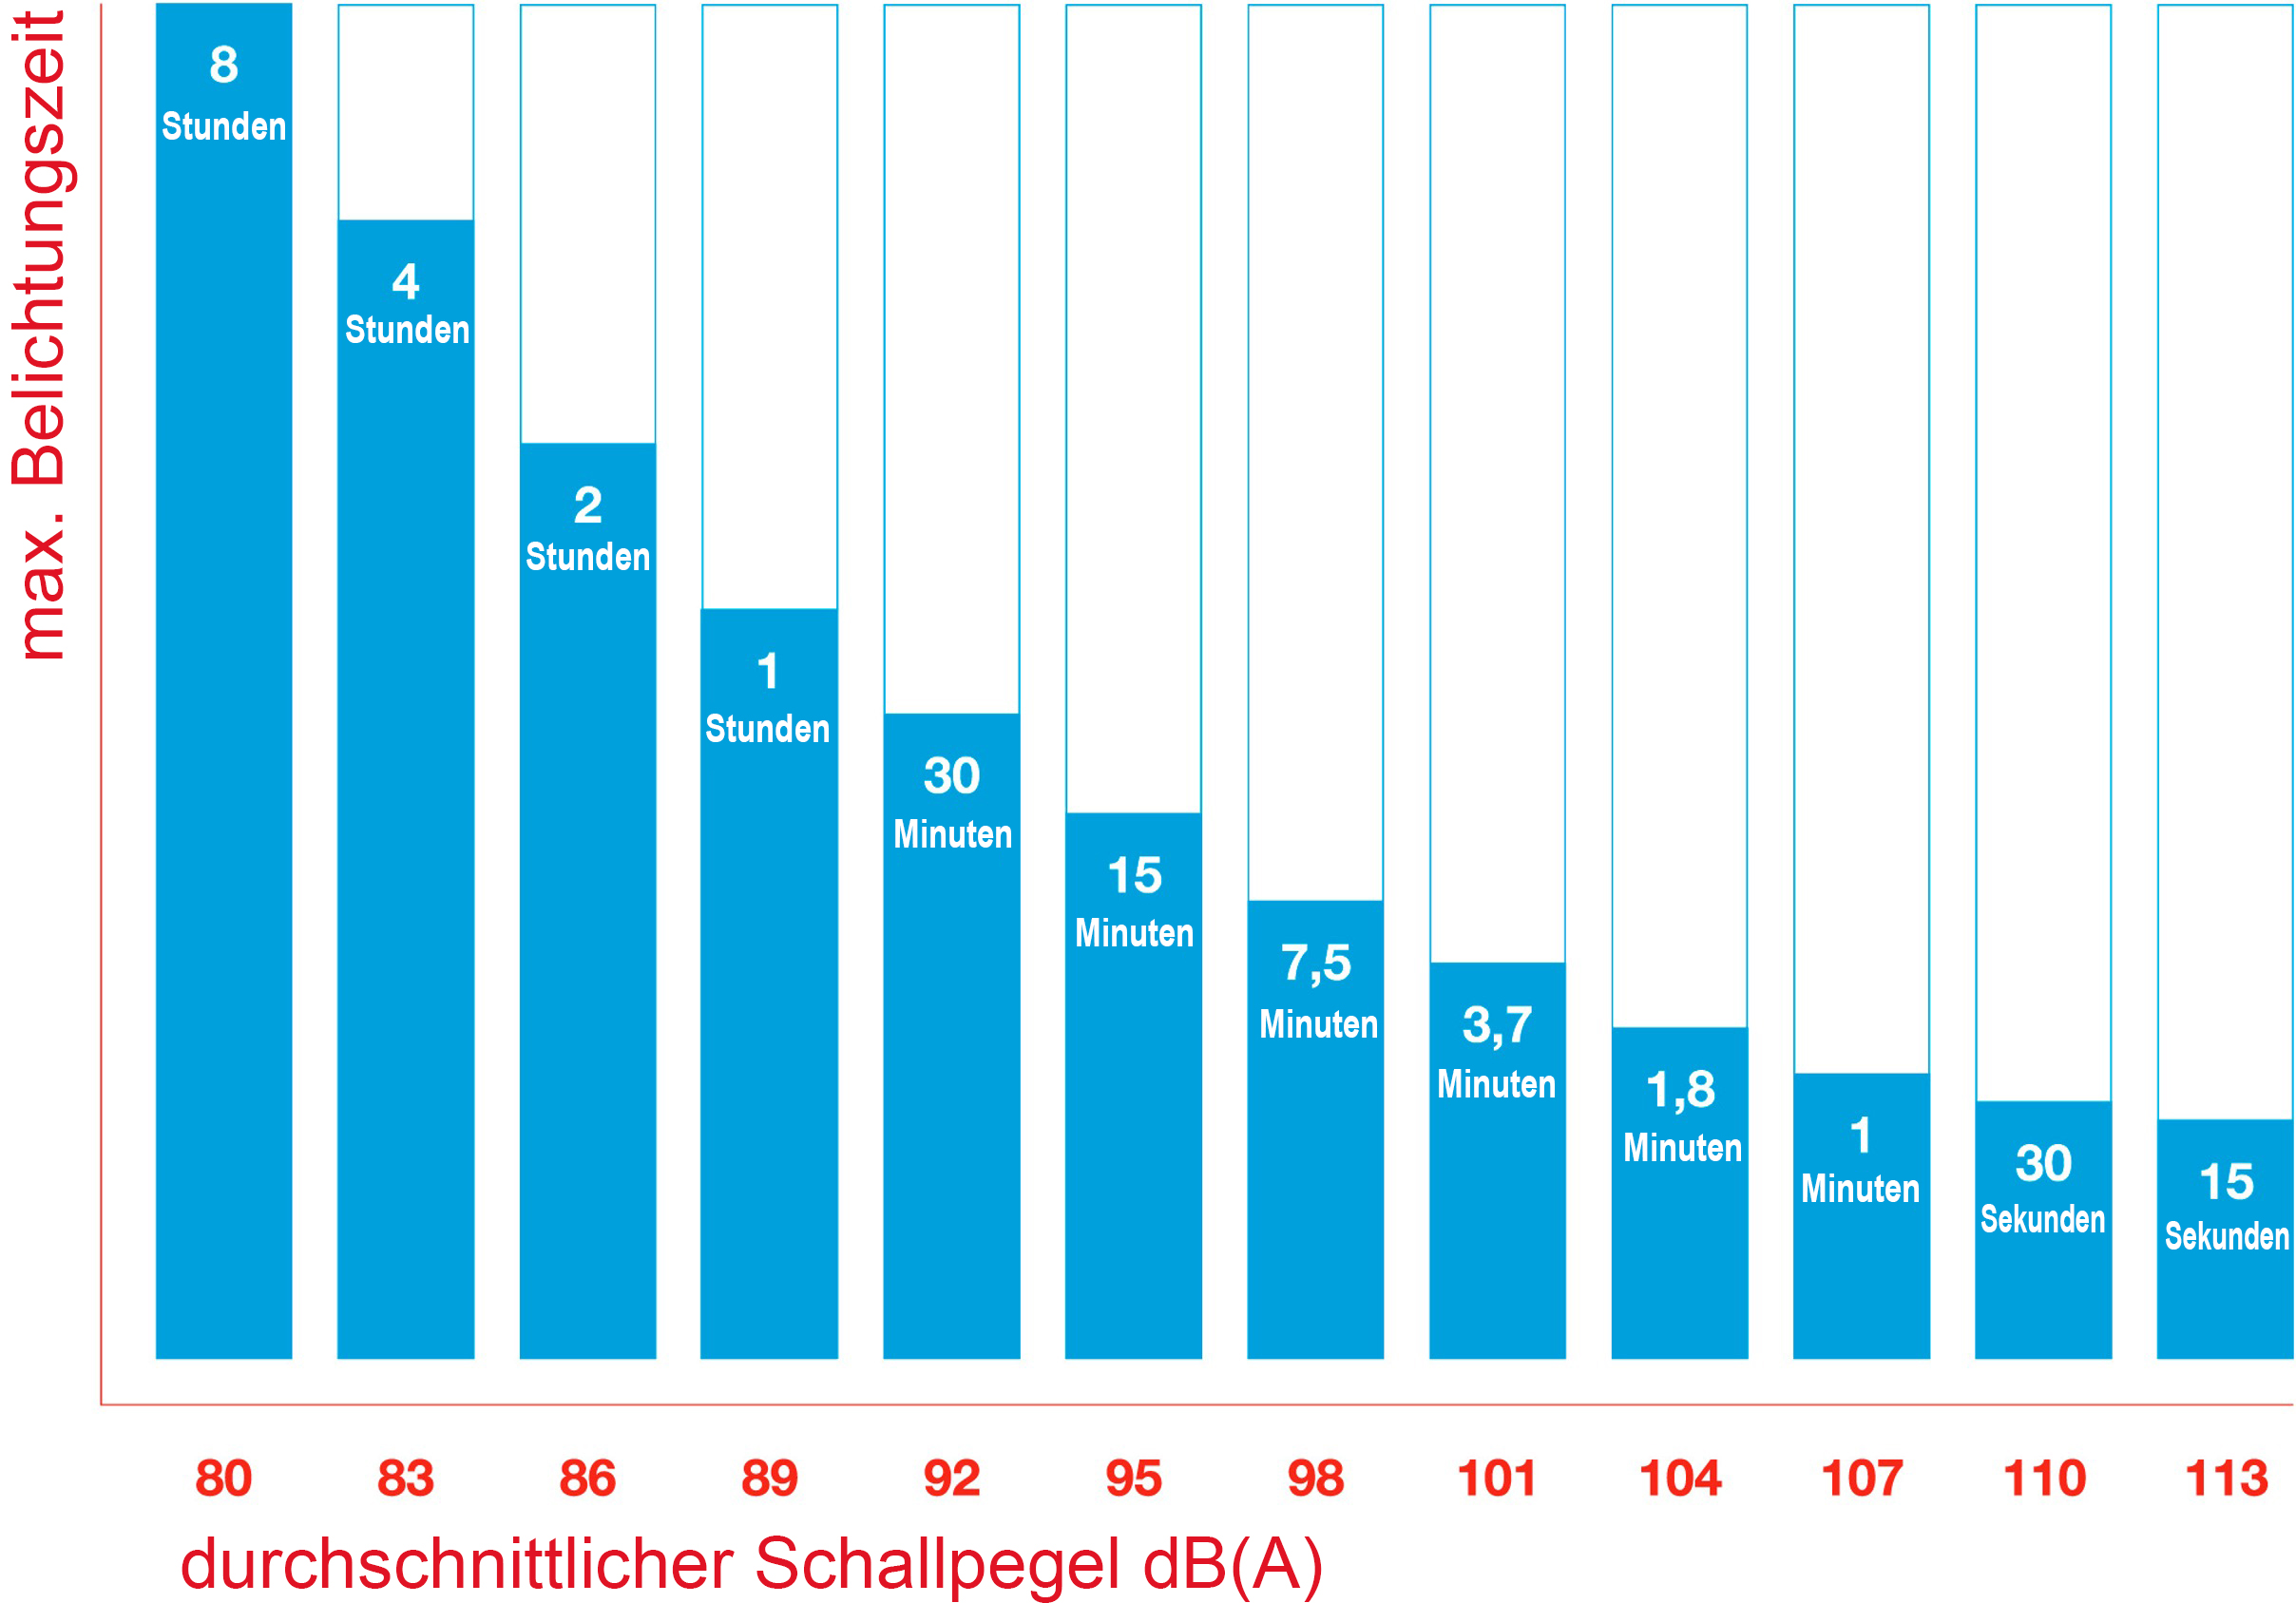 max. Belichtungszeit
8
Stunden
4
Stunden
2
Stunden
1
Stunden
30
Minuten
15
Minuten
7,5
Minuten
3,7
Minuten
1,8
Minuten
1
Minuten
30
Sekunden
15
Sekunden
80 83 86 89 92 95 98 101 104 107 110 113
durchschnittlicher Schallpegel dB(A)